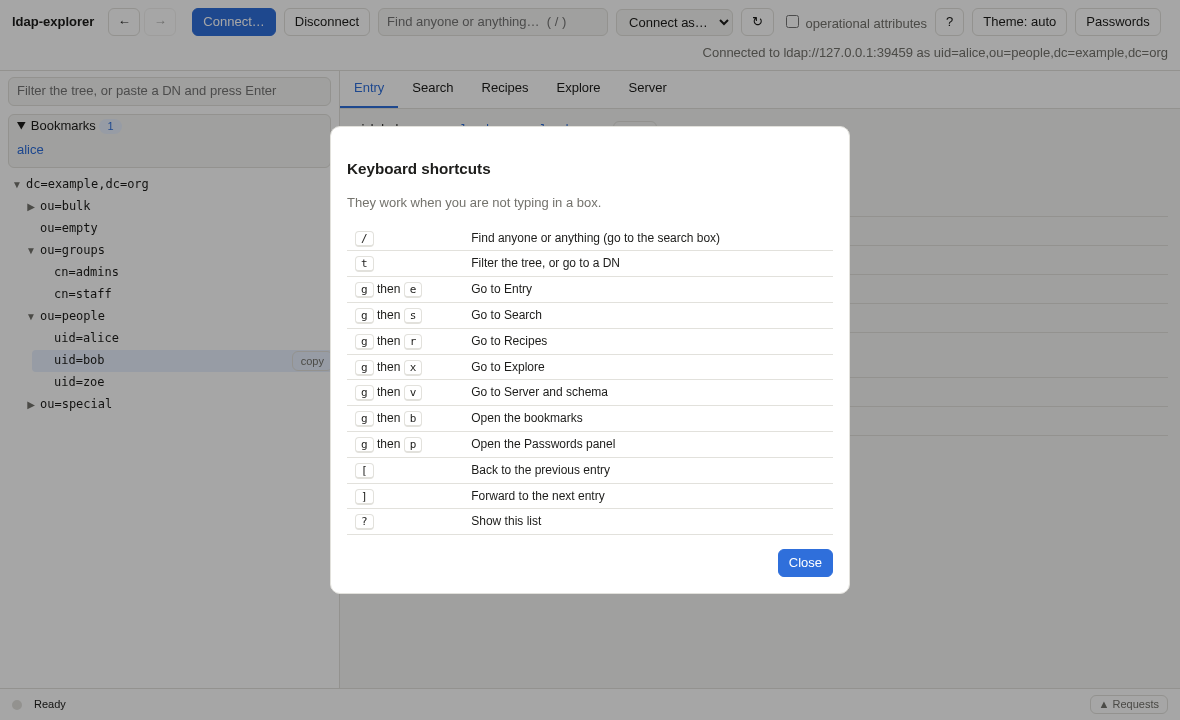 ldap-explorer ← → Connect… Disconnect Find anyone or anything… ( / ) Connect as… ↻ operational attributes ? Theme: auto Passwords
Connected to ldap://127.0.0.1:39459 as uid=alice,ou=people,dc=example,dc=org
Filter the tree, or paste a DN and press Enter
Entry Search Recipes Explore Server
▼ Bookmarks 1
alice
▼ dc=example,dc=org
▶ ou=bulk
ou=empty
▼ ou=groups
cn=admins
cn=staff
▼ ou=people
uid=alice
uid=bob copy
uid=zoe
▶ ou=special
Keyboard shortcuts
They work when you are not typing in a box.
/ Find anyone or anything (go to the search box)
t Filter the tree, or go to a DN
g then e Go to Entry
g then s Go to Search
g then r Go to Recipes
g then x Go to Explore
g then v Go to Server and schema
g then b Open the bookmarks
g then p Open the Passwords panel
[ Back to the previous entry
] Forward to the next entry
? Show this list
Close
Ready ▲ Requests